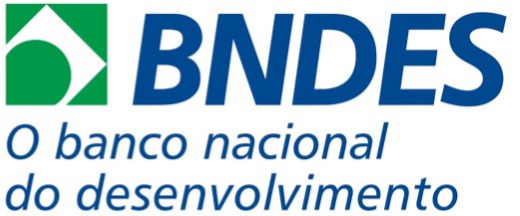 BNDES
O banco nacional
do desenvolvimento